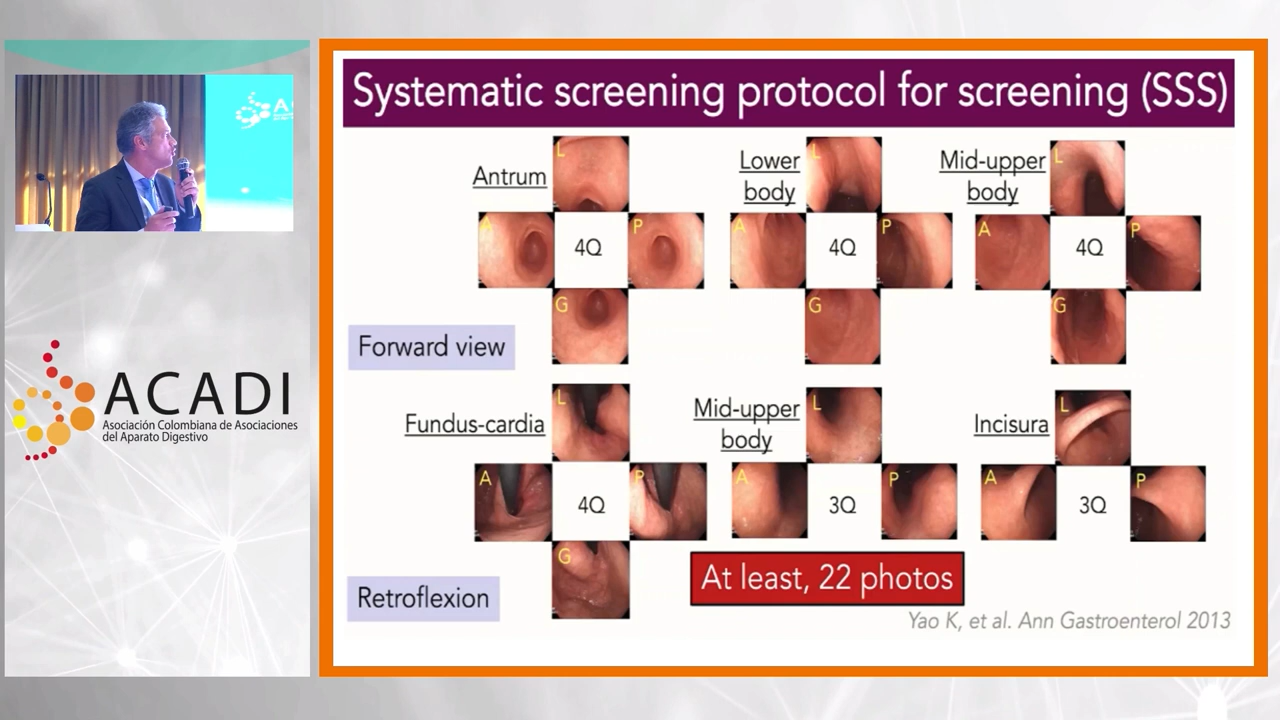 Systematic screening protocol for screening (SSS)
Antrum
L
A
4Q
P
G
Lower
body
L
A
4Q
P
G
Mid-upper
body
L
A
4Q
P
G
Forward view
Fundus-cardia
L
A
4Q
P
G
Mid-upper
body
L
A
3Q
P
Incisura
L
A
3Q
P
Retroflexion
At least, 22 photos
Yao K, et al. Ann Gastroenterol 2013
ACADI
Asociación Colombiana de Asociaciones
del Aparato Digestivo